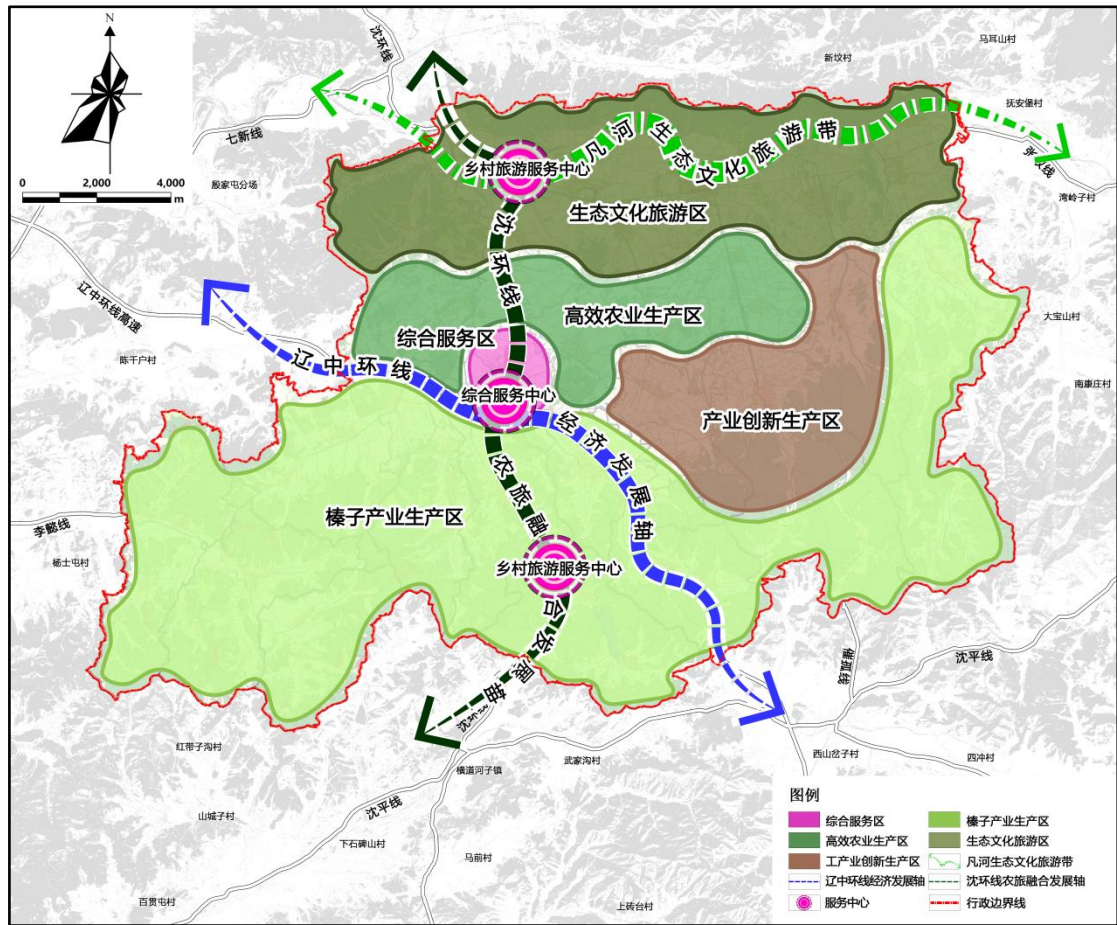 N
0 2,000 4,000
m
沈环线
七新线
殷家屯分场
新坟村
马耳山村
抚安堡村
湾岭子村
大宝山村
南康庄村
凡河生态文化旅游带
乡村旅游服务中心
生态文化旅游区
沈环线
高效农业生产区
综合服务区
综合服务中心
辽中环线高速
陈千户村
辽中环线
经济发展轴
产业创新生产区
榛子产业生产区
农旅融
乡村旅游服务中心
合发展轴
李懿线
杨士屯村
催孤线
沈平线
西山岔子村
四冲村
红带子沟村
武家沟村
横道河子镇
沈平线
山城子村
下石碑山村
马前村
百贯屯村
上砖台村
图例
综合服务区
榛子产业生产区
高效农业生产区
生态文化旅游区
工产业创新生产区
凡河生态文化旅游带
辽中环线经济发展轴
沈环线农旅融合发展轴
服务中心
行政边界线